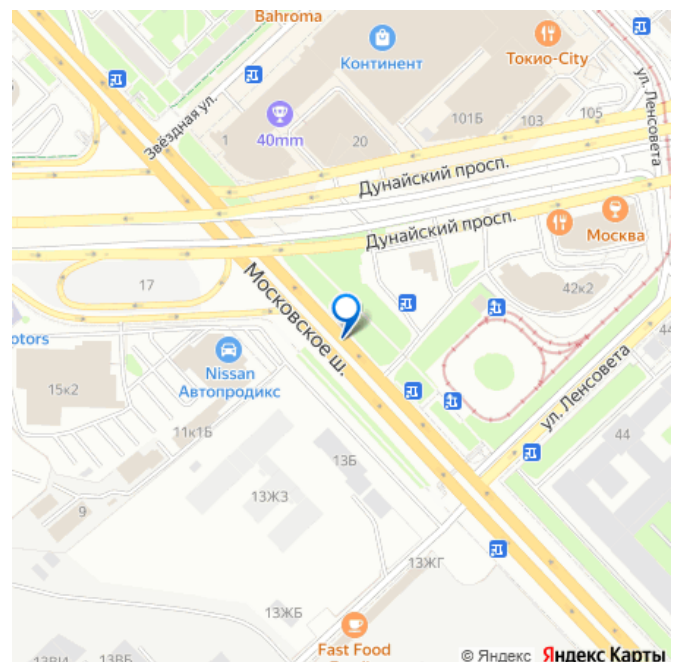 Bahroma
Континент
Токио-City
Звёздная ул.
40mm
1
20
101Б
103
105
ул. Ленсовета
Дунайский просп.
Дунайский просп.
Москва
17
42к2
Московское ш.
otors
Nissan
Автопродикс
15к2
11к1Б
9
13Б
13ЖЗ
ул. Ленсовета
44
44
13ЖГ
13ЖБ
Fast Food
13ВБ
© Яндекс Яндекс Карты